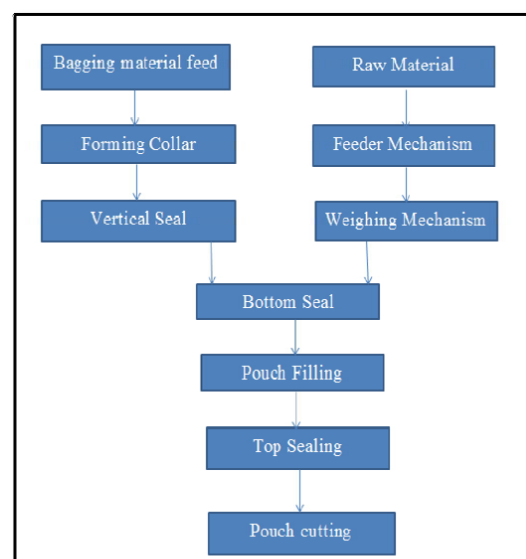 Bagging material feed
Raw Material
Forming Collar
Feeder Mechanism
Vertical Seal
Weighing Mechanism
Bottom Seal
Pouch Filling
Top Sealing
Pouch cutting